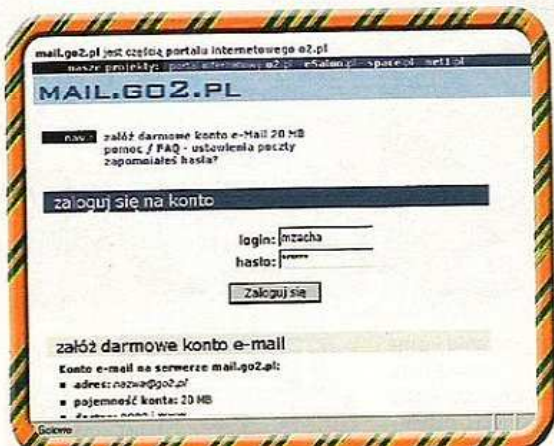 mail.go2.pl jest częścią portalu internetowego o2.pl
nasze projekty: portal internetowy o2.pl eSalon.pl space.pl net1.pl
MAIL.GO2.PL
załóż darmowe konto e-Mail 20 MB
pomoc / FAQ - ustawienia poczty
zapomniałeś hasła?
zaloguj się na konto
login: mzacha
hasło: *****
Zaloguj się
załóż darmowe konto e-mail
Konto e-mail na serwerze mail.go2.pl:
▪ adres: nazwa@go2.pl
▪ pojemność konta: 20 MB
Gotowe